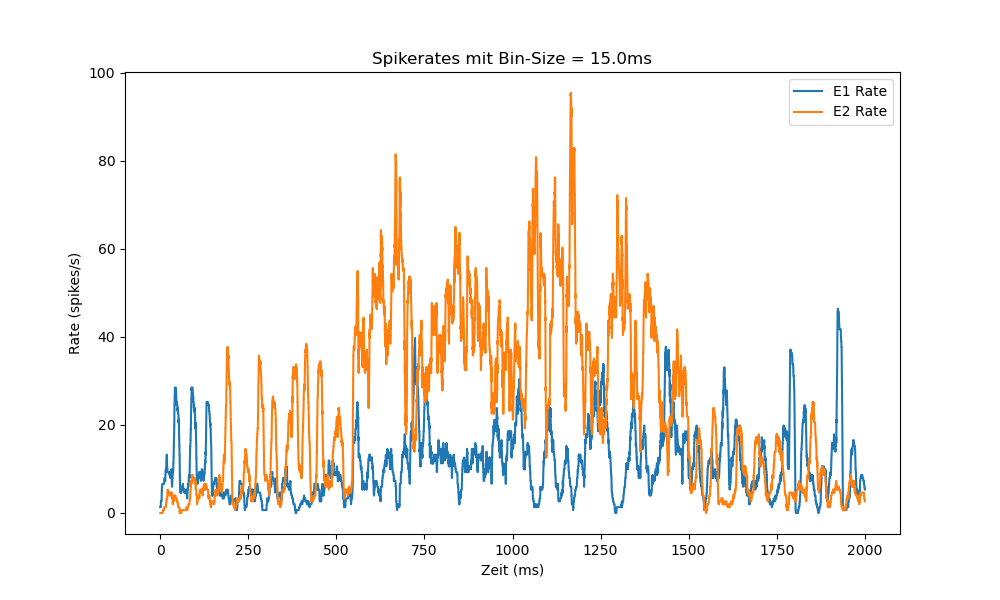 Spikerates mit Bin-Size = 15.0ms
E1 Rate
E2 Rate
Rate (spikes/s)
100
80
60
40
20
0
0 250 500 750 1000 1250 1500 1750 2000
Zeit (ms)